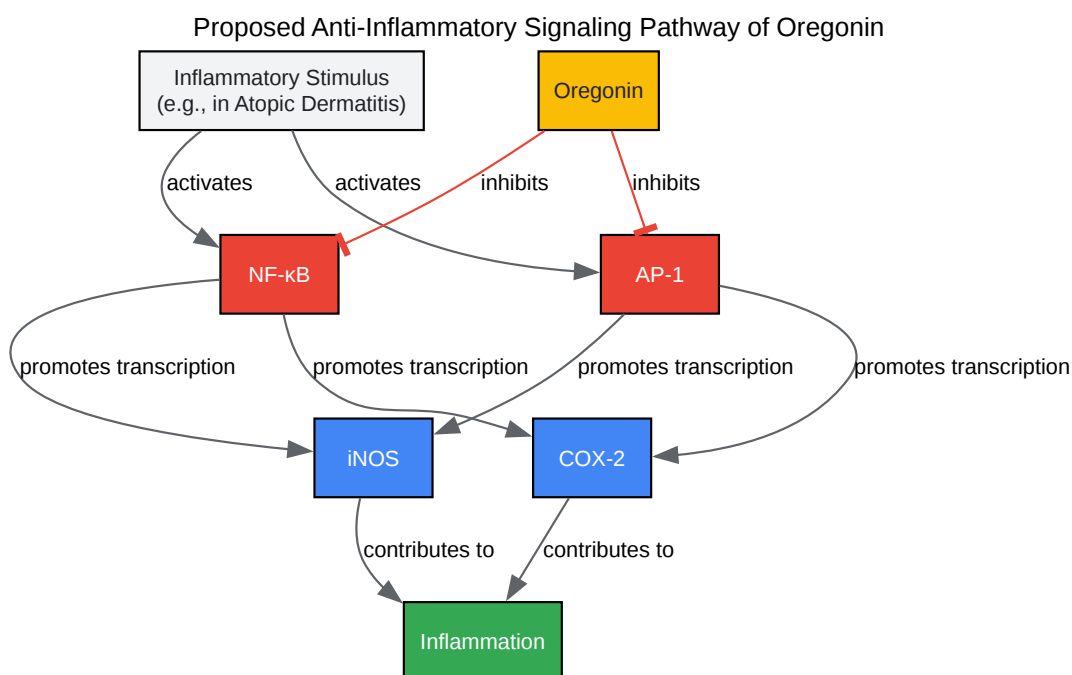 Proposed Anti-Inflammatory Signaling Pathway of Oregonin
Inflammatory Stimulus
(e.g., in Atopic Dermatitis)
Oregonin
activates
activates
inhibits
inhibits
NF-κB
AP-1
promotes transcription
promotes transcription
promotes transcription
promotes transcription
iNOS
COX-2
contributes to
contributes to
Inflammation